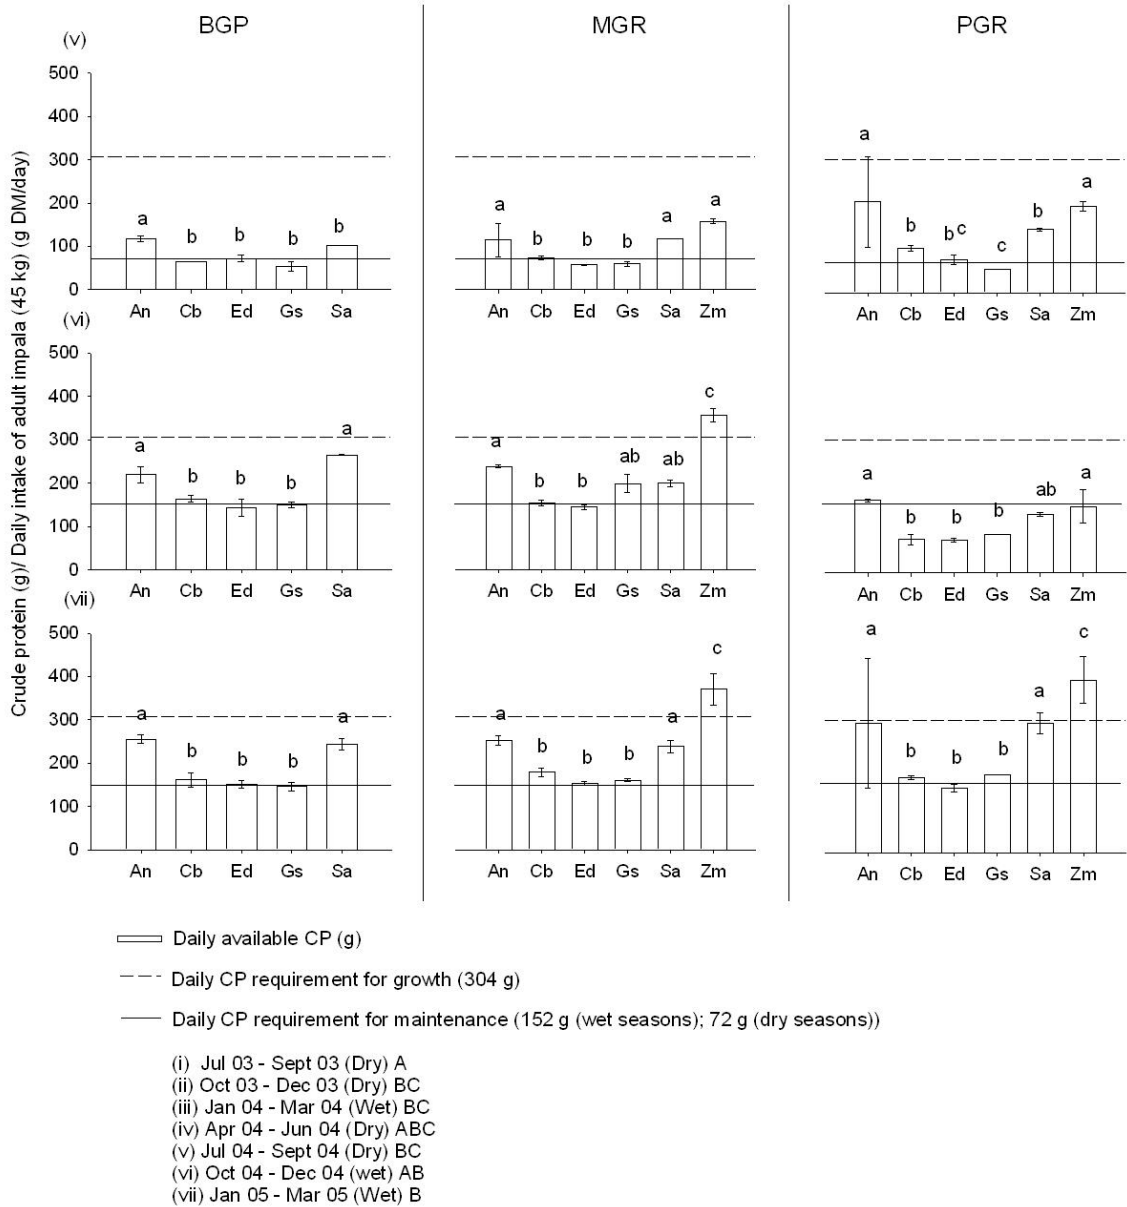 BGP MGR PGR
(v)
500
400
300
200
100
0
a b b b b
An Cb Ed Gs Sa
a b b b a a
An Cb Ed Gs Sa Zm
a b b c c b a
An Cb Ed Gs Sa Zm
(vi)
500
400
300
200
100
0
a b b b a
An Cb Ed Gs Sa
a b b ab ab c
An Cb Ed Gs Sa Zm
a b b b ab a
An Cb Ed Gs Sa Zm
(vii)
500
400
300
200
100
0
a b b b a
An Cb Ed Gs Sa
a b b b a c
An Cb Ed Gs Sa Zm
a b b b a c
An Cb Ed Gs Sa Zm
Crude protein (g)/ Daily intake of adult impala (45 kg) (g DM/day)
Daily available CP (g)
Daily CP requirement for growth (304 g)
Daily CP requirement for maintenance (152 g (wet seasons); 72 g (dry seasons))
(i) Jul 03 - Sept 03 (Dry) A
(ii) Oct 03 - Dec 03 (Dry) BC
(iii) Jan 04 - Mar 04 (Wet) BC
(iv) Apr 04 - Jun 04 (Dry) ABC
(v) Jul 04 - Sept 04 (Dry) BC
(vi) Oct 04 - Dec 04 (wet) AB
(vii) Jan 05 - Mar 05 (Wet) B